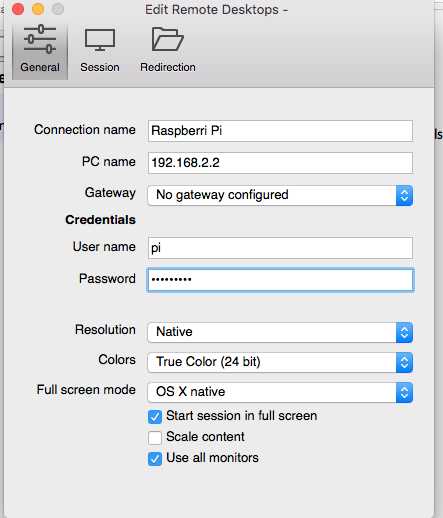 Edit Remote Desktops -
General Session Redirection
Connection name Raspberri Pi
PC name 192.168.2.2
Gateway No gateway configured
Credentials
User name pi
Password •••••••••
Resolution Native
Colors True Color (24 bit)
Full screen mode OS X native
Start session in full screen
Scale content
Use all monitors